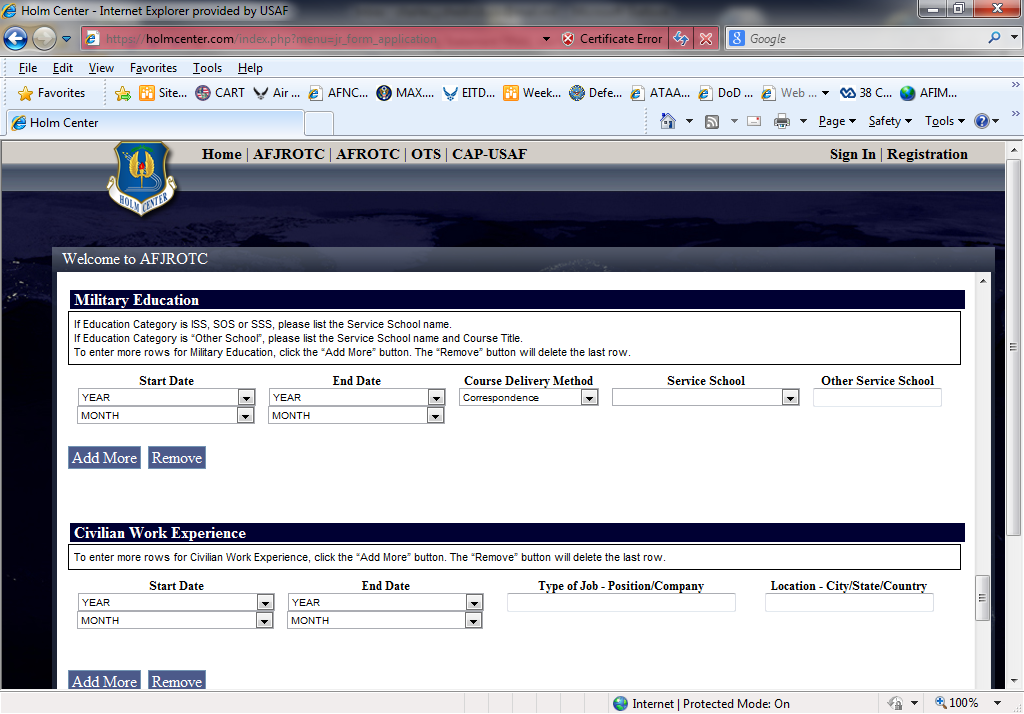 Holm Center - Internet Explorer provided by USAF
https://holmcenter.com/index.php?menu=jr_form_application
Certificate Error
Google
File Edit View Favorites Tools Help
Favorites Site... CART Air ... AFNC... MAX.... EITD... Week... Defe... ATAA... DoD ... Web ... 38 C... AFIM...
Holm Center
Page Safety Tools
Home | AFJROTC | AFROTC | OTS | CAP-USAF
Sign In | Registration
HOLM CENTER
Welcome to AFJROTC
Military Education
If Education Category is ISS, SOS or SSS, please list the Service School name.
If Education Category is “Other School”, please list the Service School name and Course Title.
To enter more rows for Military Education, click the “Add More” button. The “Remove” button will delete the last row.
Start Date End Date Course Delivery Method Service School Other Service School
YEAR YEAR Correspondence
MONTH MONTH
Add More Remove
Civilian Work Experience
To enter more rows for Civilian Work Experience, click the “Add More” button. The “Remove” button will delete the last row.
Start Date End Date Type of Job - Position/Company Location - City/State/Country
YEAR YEAR
MONTH MONTH
Add More Remove
Internet | Protected Mode: On
100%